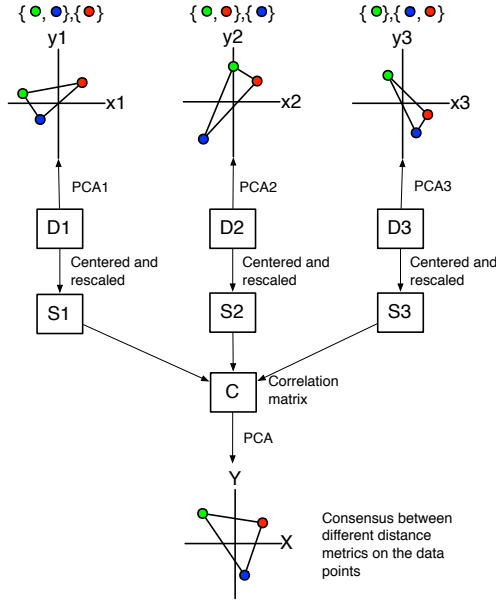 { , },{ } { , },{ } { },{ , }
y1 y2 y3
x1 x2 x3
PCA1 PCA2 PCA3
D1 D2 D3
Centered and Centered and Centered and
rescaled rescaled rescaled
S1 S2 S3
C
Correlation
matrix
PCA
Y
X
Consensus between
different distance
metrics on the data
points